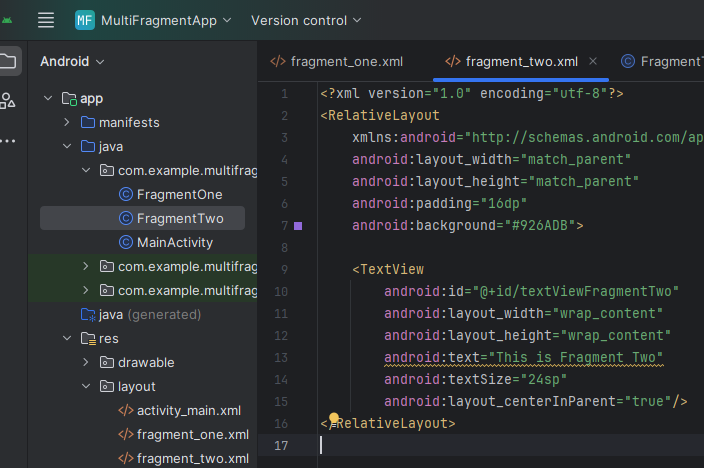 MF MultiFragmentApp Version control
Android
fragment_one.xml fragment_two.xml × FragmentT
app
manifests
java
com.example.multifrag
FragmentOne
FragmentTwo
MainActivity
com.example.multifrag
com.example.multifrag
java (generated)
res
drawable
layout
activity_main.xml
fragment_one.xml
fragment_two.xml
1 <?xml version="1.0" encoding="utf-8"?>
2 <RelativeLayout
3 xmlns:android="http://schemas.android.com/ap
4 android:layout_width="match_parent"
5 android:layout_height="match_parent"
6 android:padding="16dp"
7 android:background="#926ADB">
8
9 <TextView
10 android:id="@+id/textViewFragmentTwo"
11 android:layout_width="wrap_content"
12 android:layout_height="wrap_content"
13 android:text="This is Fragment Two"
14 android:textSize="24sp"
15 android:layout_centerInParent="true"/>
16 </RelativeLayout>
17